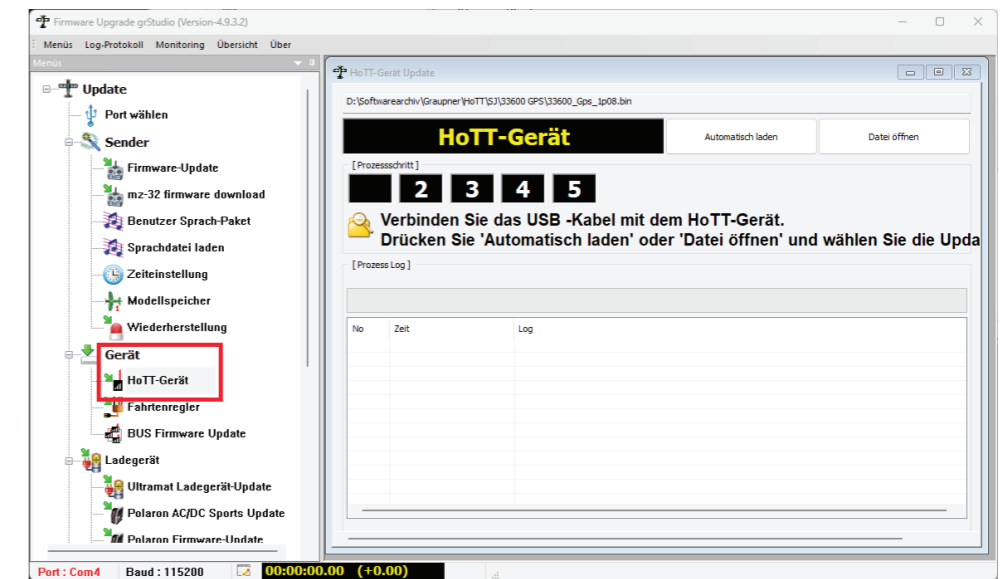 Firmware Upgrade grStudio (Version-4.9.3.2)
Menüs Log-Protokoll Monitoring Übersicht Über
Menüs
Update
Port wählen
Sender
Firmware-Update
mz-32 firmware download
Benutzer Sprach-Paket
Sprachdatei laden
Zeiteinstellung
Modellspeicher
Wiederherstellung
Gerät
HoTT-Gerät
Fahrtenregler
BUS Firmware Update
Ladegerät
Ultramat Ladegerät-Update
Polaron AC/DC Sports Update
Polaron Firmware-Update
HoTT-Gerät Update
D:\Softwarearchiv\Graupner\HoTT\SJ\33600 GPS\33600_Gps_1p08.bin
HoTT-Gerät
Automatisch laden
Datei öffnen
[ Prozessschritt ]
2 3 4 5
Verbinden Sie das USB -Kabel mit dem HoTT-Gerät.
Drücken Sie 'Automatisch laden' oder 'Datei öffnen' und wählen Sie die Upda
[ Prozess Log ]
No Zeit Log
Port : Com4 Baud : 115200 00:00:00.00 (+0.00)